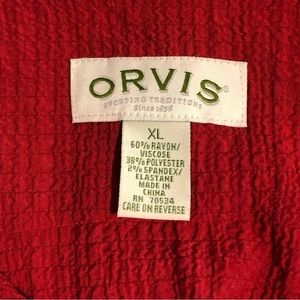 ORVIS
SPORTING TRADITIONS
Since 1856
XL
60% RAYON/
VISCOSE
38% POLYESTER
2% SPANDEX/
ELASTANE
MADE IN
CHINA
RN 70534
CARE ON REVERSE